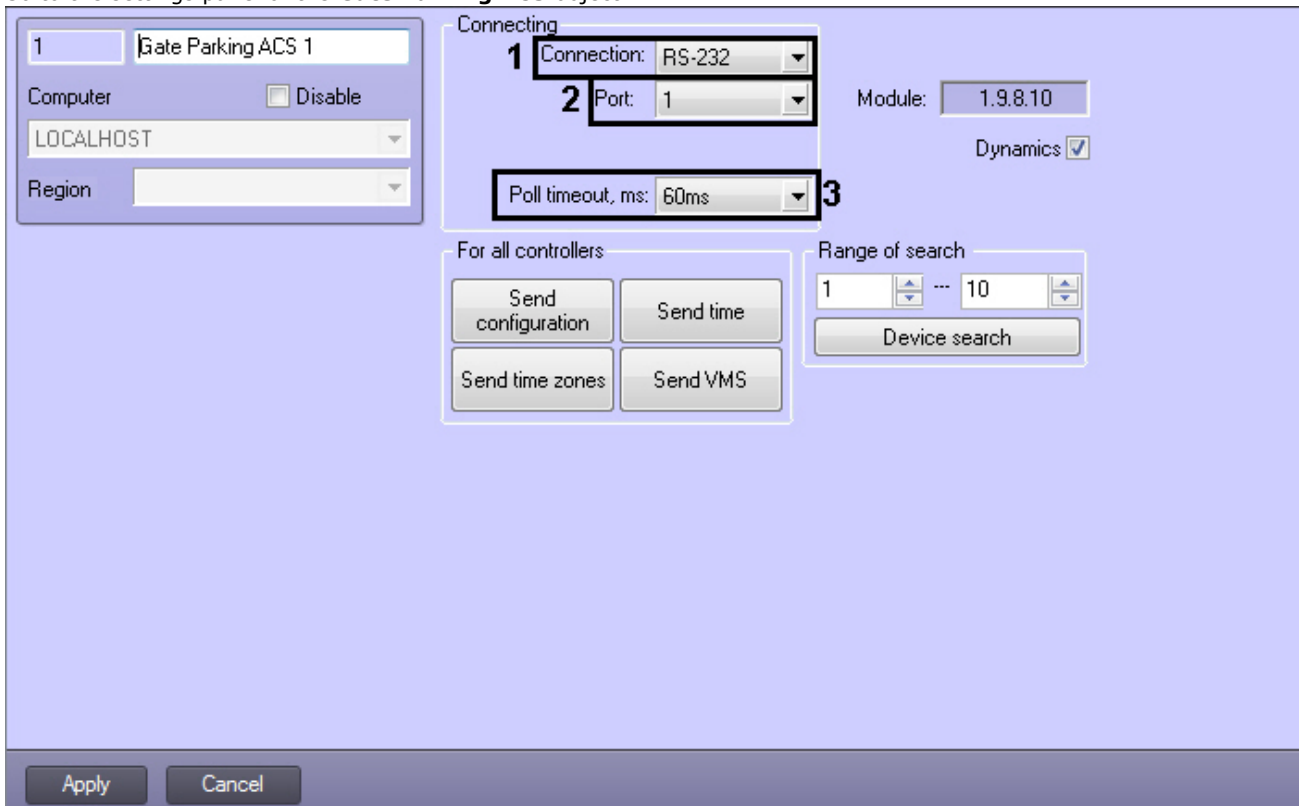 1 Gate Parking ACS 1
Computer Disable
LOCALHOST
Region
Connecting
1 Connection: RS-232
2 Port: 1
Poll timeout, ms: 60ms 3
Module: 1.9.8.10
Dynamics
For all controllers
Send configuration
Send time
Send time zones
Send VMS
Range of search
1 --- 10
Device search
Apply Cancel